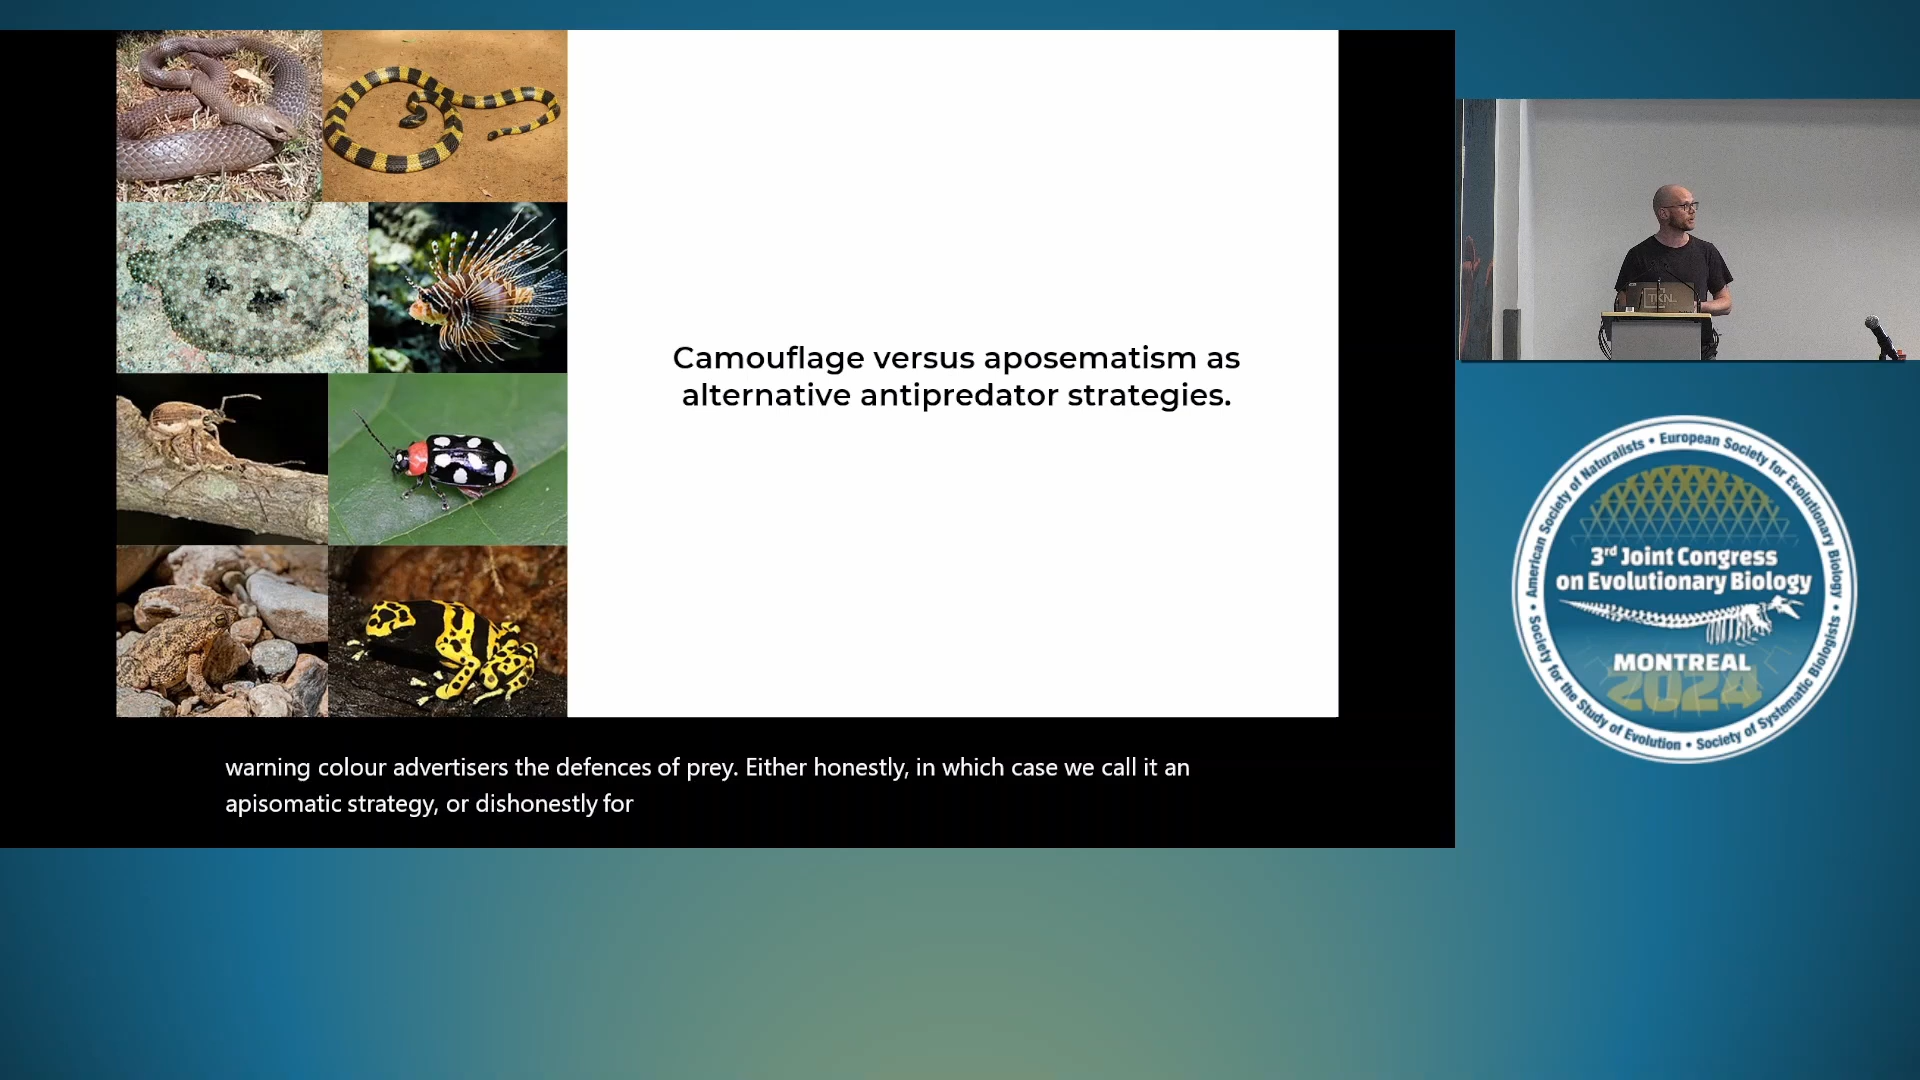 Camouflage versus aposematism as
alternative antipredator strategies.
warning colour advertisers the defences of prey. Either honestly, in which case we call it an
apisomatic strategy, or dishonestly for
TKNL
American Society of Naturalists • European Society for Evolutionary Biology •
3rd Joint Congress
on Evolutionary Biology
MONTREAL
2024
Society for the Study of Evolution • Society of Systematic Biologists •